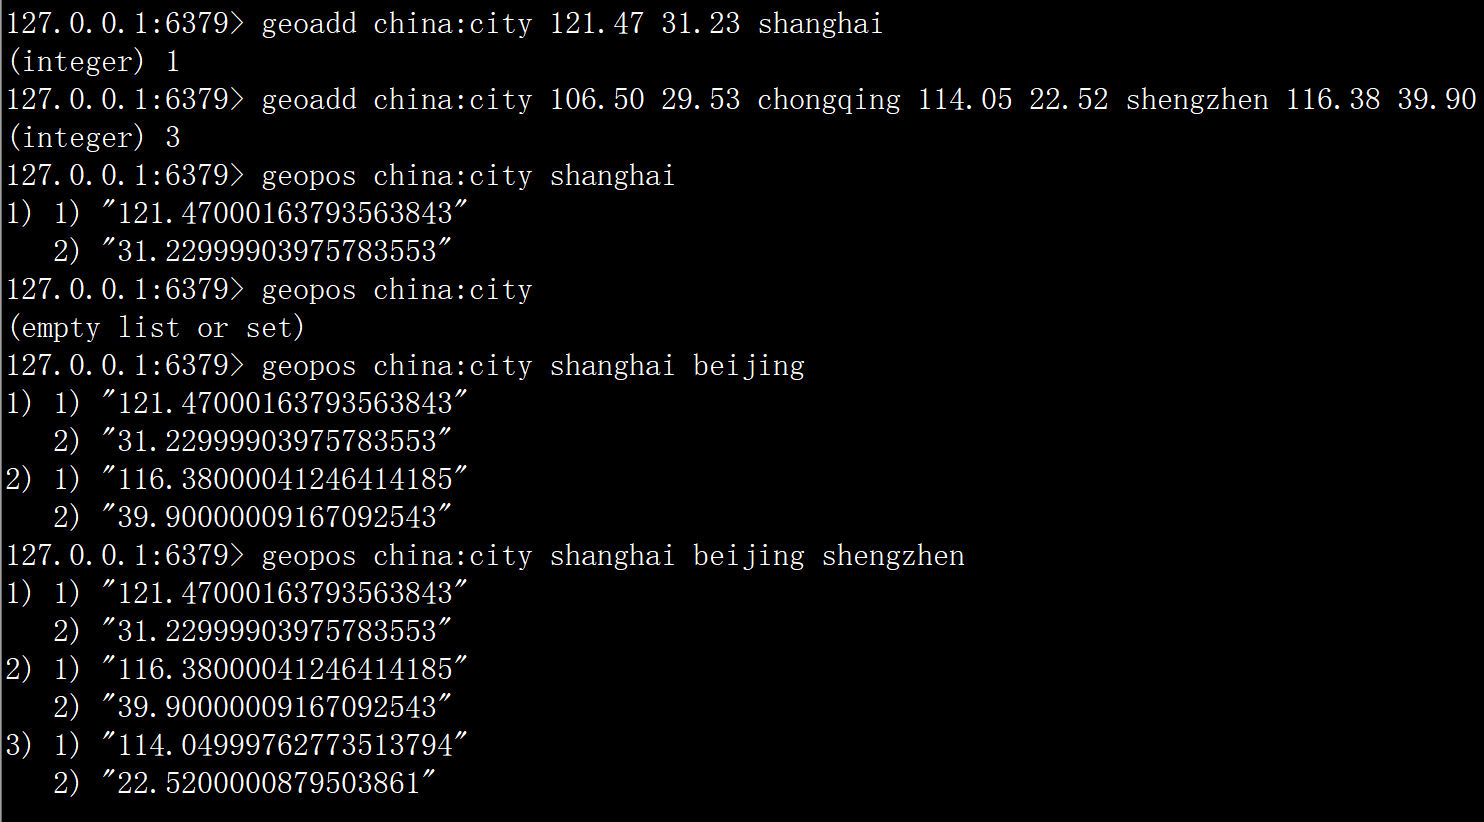 127.0.0.1:6379> geoadd china:city 121.47 31.23 shanghai
(integer) 1
127.0.0.1:6379> geoadd china:city 106.50 29.53 chongqing 114.05 22.52 shengzhen 116.38 39.90
(integer) 3
127.0.0.1:6379> geopos china:city shanghai
1) 1) "121.47000163793563843"
   2) "31.22999903975783553"
127.0.0.1:6379> geopos china:city
(empty list or set)
127.0.0.1:6379> geopos china:city shanghai beijing
1) 1) "121.47000163793563843"
   2) "31.22999903975783553"
2) 1) "116.38000041246414185"
   2) "39.90000009167092543"
127.0.0.1:6379> geopos china:city shanghai beijing shengzhen
1) 1) "121.47000163793563843"
   2) "31.22999903975783553"
2) 1) "116.38000041246414185"
   2) "39.90000009167092543"
3) 1) "114.04999762773513794"
   2) "22.5200000879503861"